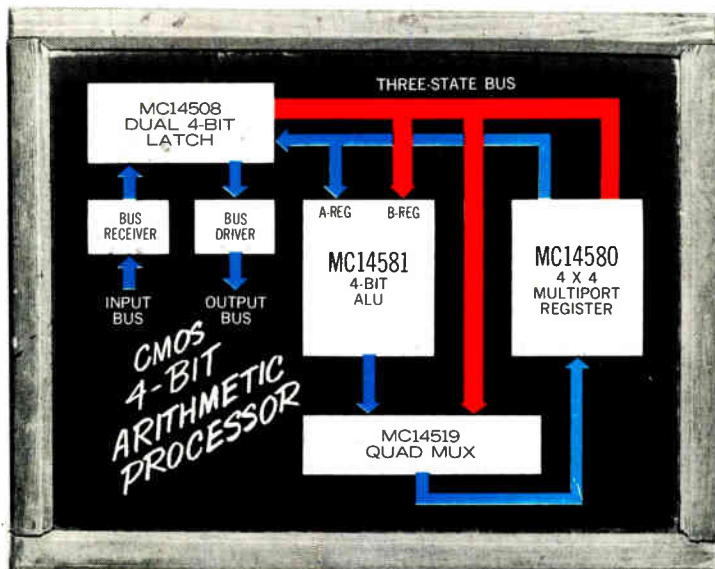 THREE-STATE BUS
MC14508
DUAL 4-BIT
LATCH
A-REG B-REG
BUS
RECEIVER
BUS
DRIVER
MC14581
4-BIT
ALU
MC14580
4 X 4
MULTIPORT
REGISTER
INPUT
BUS
OUTPUT
BUS
CMOS
4-BIT
ARITHMETIC
PROCESSOR
MC14519
QUAD MUX